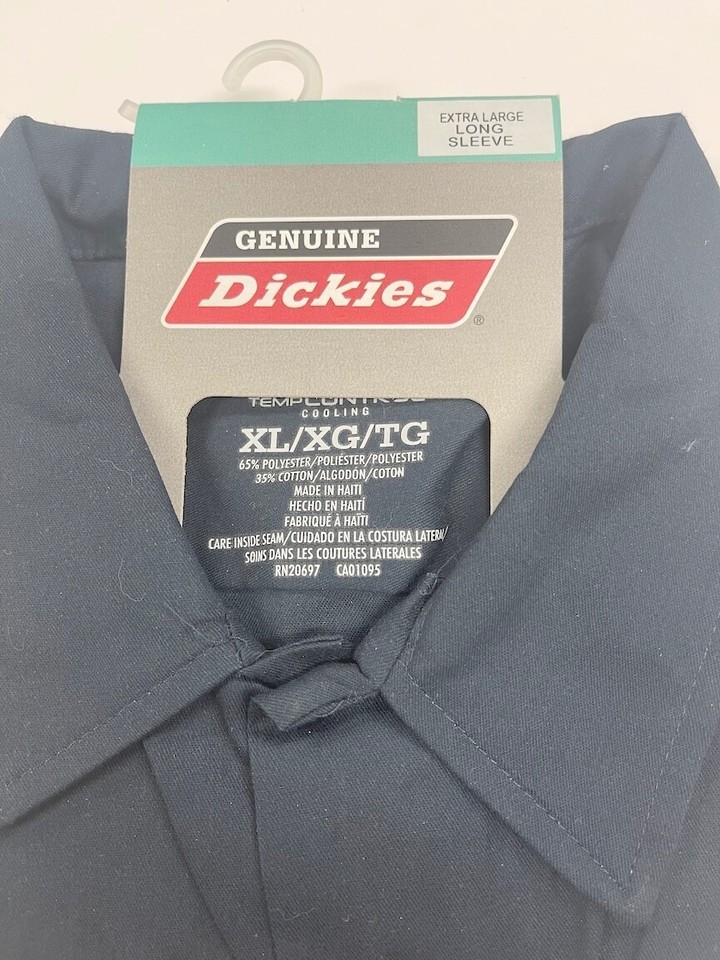 EXTRA LARGE
LONG
SLEEVE
GENUINE
Dickies
®
COOLING
XL/XG/TG
65% POLYESTER/POLIÉSTER/POLYESTER
35% COTTON/ALGODÓN/COTON
MADE IN HAITI
HECHO EN HAITÍ
FABRIQUÉ À HAÏTI
CARE INSIDE SEAM/CUIDADO EN LA COSTURA LATERAL/
SOINS DANS LES COUTURES LATERALES
RN20697 CA01095